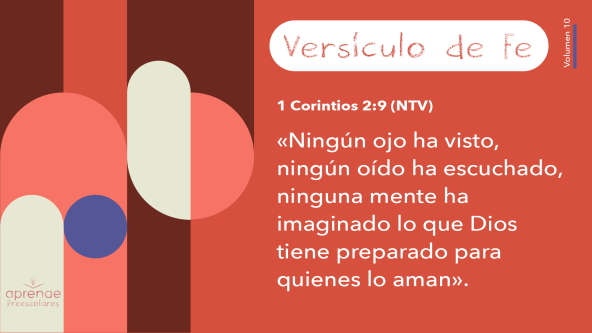 Versículo de Fe
Volumen 10
1 Corintios 2:9 (NTV)
«Ningún ojo ha visto,
ningún oído ha escuchado,
ninguna mente ha
imaginado lo que Dios
tiene preparado para
quienes lo aman».
aprende
Preescolares